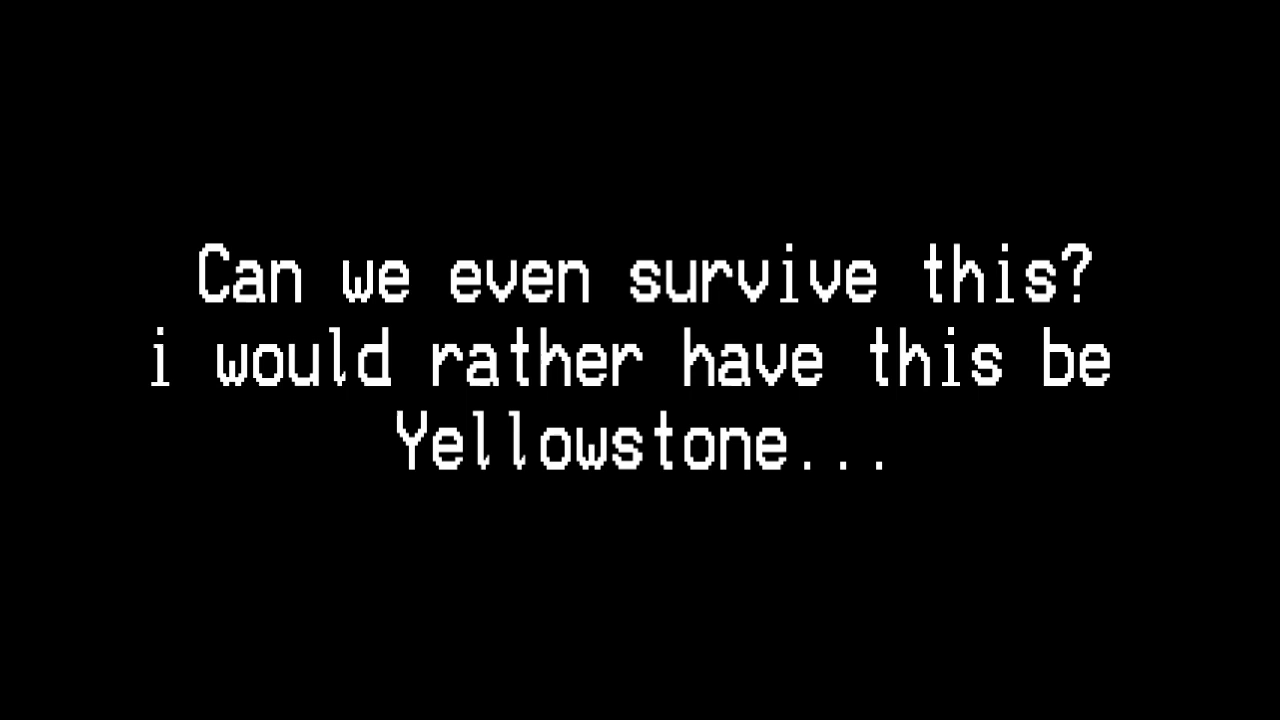 Can we even survive this?
i would rather have this be
Yellowstone...